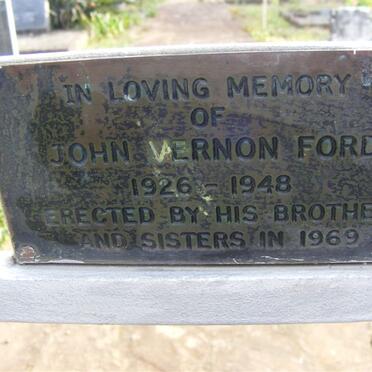 IN LOVING MEMORY
OF
JOHN VERNON FORD
1926 - 1948
ERECTED BY HIS BROTHE
AND SISTERS IN 1969